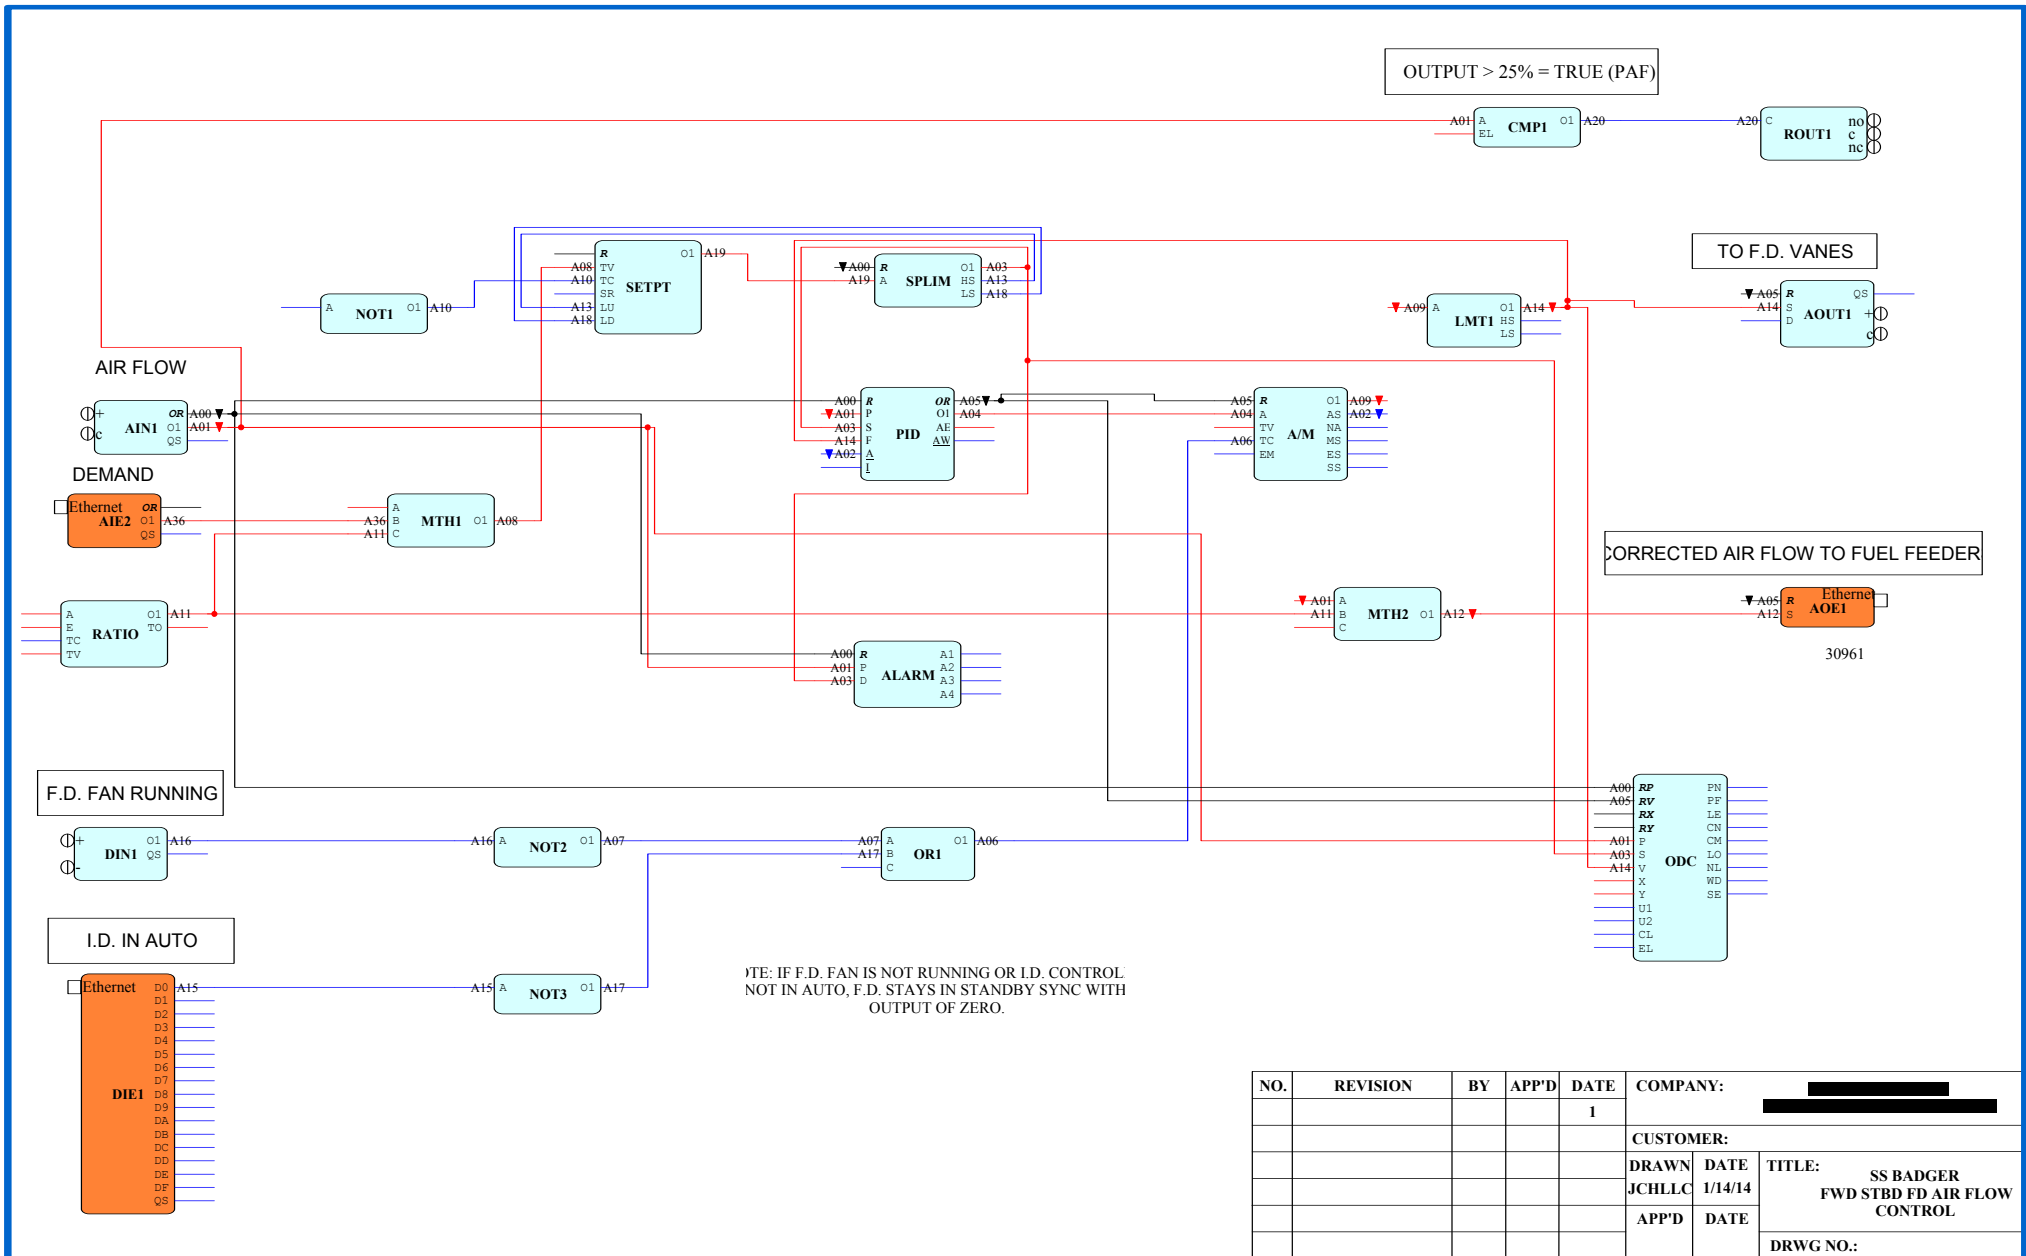 OUTPUT > 25% = TRUE (PAF)
A01 A O1 A20
EL CMP1
A20 C no
ROUT1 c
nc
TO F.D. VANES
R O1 A19
A08 TV
A10 TC
SR SETPT
A13 LU
A18 LD
A00 R O1 A03
A19 A HS A13
SPLIM LS A18
A NOT1 O1 A10
A09 A O1 A14
LMT1 HS
LS
A05 R QS
A14 S AOUT1 +
D c
AIR FLOW
+ OR A00
AIN1 O1 A01
c QS
A00 R OR A05
A01 P O1 A04
A03 S PID AE
A14 F AW
A02 A
I
A05 R O1 A09
A04 A AS A02
TV A/M NA
A06 TC MS
EM ES
SS
DEMAND
Ethernet OR
AIE2 O1 A36
QS
A
A36 B MTH1 O1 A08
A11 C
CORRECTED AIR FLOW TO FUEL FEEDER
A O1 A11
E RATIO TO
TC
TV
A01 A
A11 B MTH2 O1 A12
C
A05 R Ethernet
A12 S AOE1
30961
A00 R A1
A01 P ALARM A2
A03 D A3
A4
F.D. FAN RUNNING
+ O1 A16
DIN1 QS
-
A16 A NOT2 O1 A07
A07 A O1 A06
A17 B OR1
C
A00 RP PN
A05 RV PF
RX LE
RY CN
A01 P CM
A03 S ODC LO
A14 V NL
X WD
Y SE
U1
U2
CL
EL
I.D. IN AUTO
Ethernet D0 A15
D1
D2
D3
D4
D5
D6
D7
DIE1 D8
D9
DA
DB
DC
DD
DE
DF
QS
A15 A NOT3 O1 A17
TE: IF F.D. FAN IS NOT RUNNING OR I.D. CONTROL
NOT IN AUTO, F.D. STAYS IN STANDBY SYNC WITH
OUTPUT OF ZERO.
NO. REVISION BY APP'D DATE COMPANY:
1
CUSTOMER:
DRAWN DATE TITLE:
JCHLLC 1/14/14
SS BADGER
FWD STBD FD AIR FLOW
CONTROL
APP'D DATE
DRWG NO.: